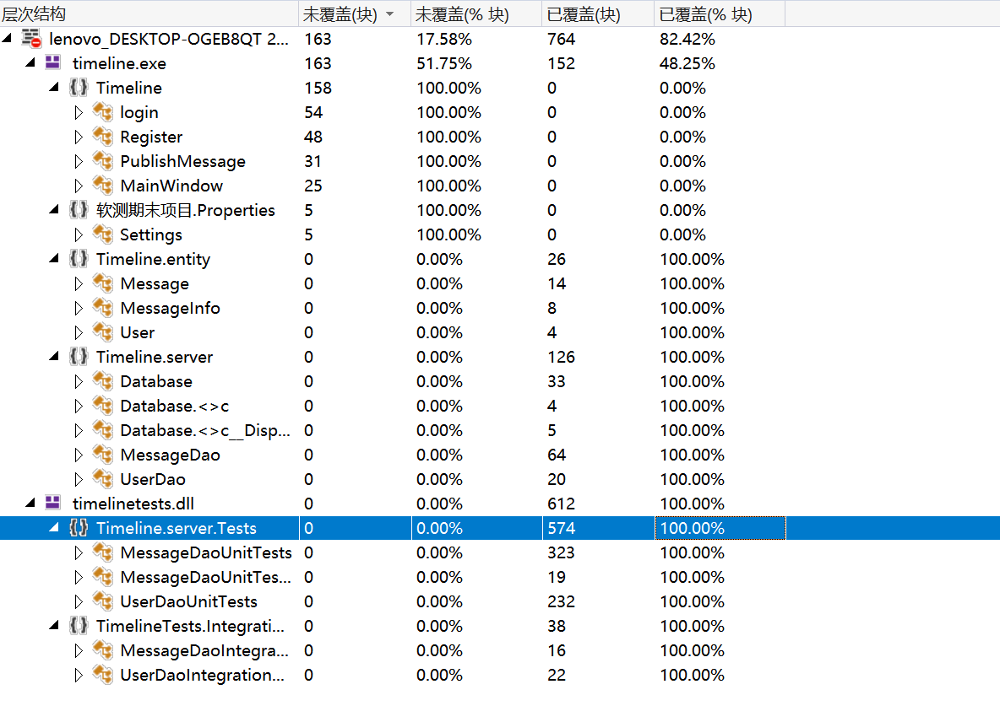 层次结构 未覆盖(块) 未覆盖(% 块) 已覆盖(块) 已覆盖(% 块)
lenovo_DESKTOP-OGEB8QT 2... 163 17.58% 764 82.42%
timeline.exe 163 51.75% 152 48.25%
Timeline 158 100.00% 0 0.00%
login 54 100.00% 0 0.00%
Register 48 100.00% 0 0.00%
PublishMessage 31 100.00% 0 0.00%
MainWindow 25 100.00% 0 0.00%
软测期末项目.Properties 5 100.00% 0 0.00%
Settings 5 100.00% 0 0.00%
Timeline.entity 0 0.00% 26 100.00%
Message 0 0.00% 14 100.00%
MessageInfo 0 0.00% 8 100.00%
User 0 0.00% 4 100.00%
Timeline.server 0 0.00% 126 100.00%
Database 0 0.00% 33 100.00%
Database.<>c 0 0.00% 4 100.00%
Database.<>c__Disp... 0 0.00% 5 100.00%
MessageDao 0 0.00% 64 100.00%
UserDao 0 0.00% 20 100.00%
timelinetests.dll 0 0.00% 612 100.00%
Timeline.server.Tests 0 0.00% 574 100.00%
MessageDaoUnitTests 0 0.00% 323 100.00%
MessageDaoUnitTes... 0 0.00% 19 100.00%
UserDaoUnitTests 0 0.00% 232 100.00%
TimelineTests.Integrati... 0 0.00% 38 100.00%
MessageDaoIntegra... 0 0.00% 16 100.00%
UserDaoIntegration... 0 0.00% 22 100.00%